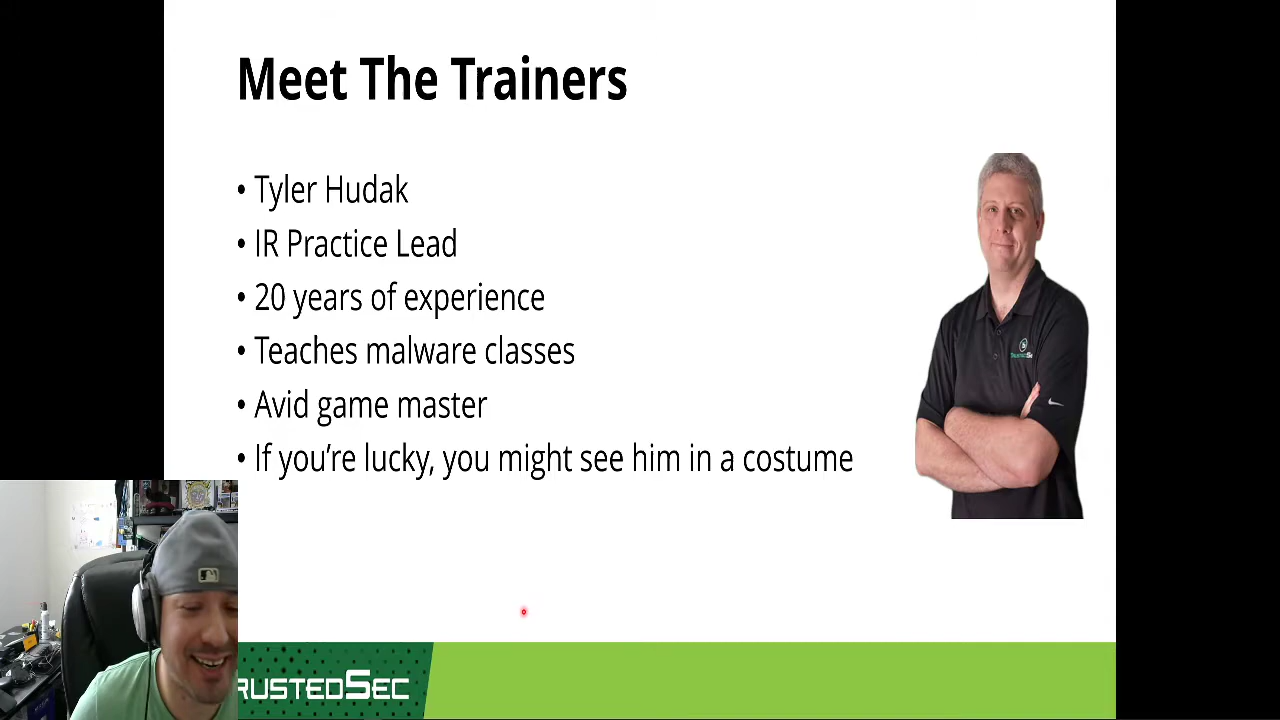 Meet The Trainers
• Tyler Hudak
• IR Practice Lead
• 20 years of experience
• Teaches malware classes
• Avid game master
• If you’re lucky, you might see him in a costume
RUSTEDSEC